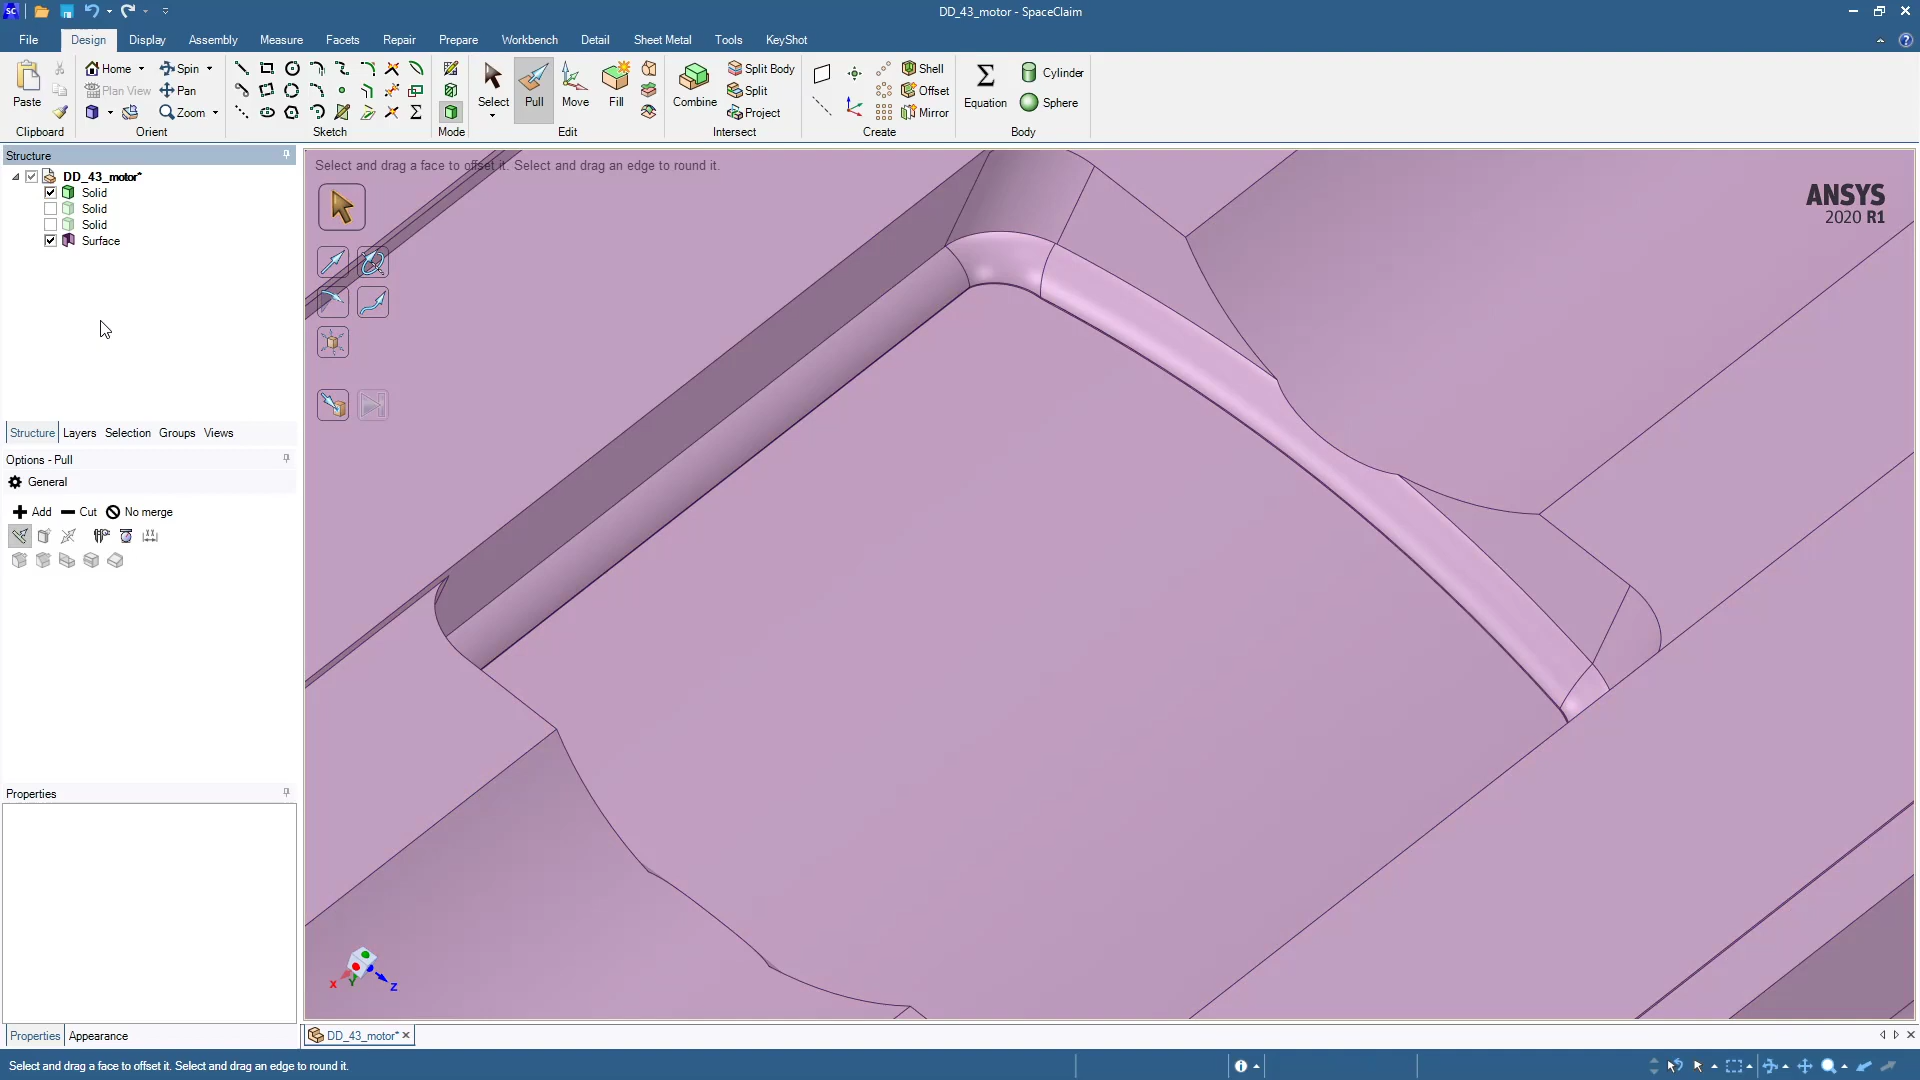 DD_43_motor - SpaceClaim
File Design Display Assembly Measure Facets Repair Prepare Workbench Detail Sheet Metal Tools KeyShot
Paste
Clipboard
Home Spin
Plan View Pan
Zoom
Orient
Sketch
Mode
Select Pull Move Fill
Edit
Combine Split Body
Split
Project
Intersect
Shell
Offset
Mirror
Create
Equation Cylinder
Sphere
Body
Structure
DD_43_motor*
Solid
Solid
Solid
Surface
Structure Layers Selection Groups Views
Options - Pull
General
Add Cut No merge
Properties
Properties Appearance
Select and drag a face to offset it. Select and drag an edge to round it.
ANSYS
2020 R1
X Y Z
DD_43_motor*
Select and drag a face to offset it. Select and drag an edge to round it.